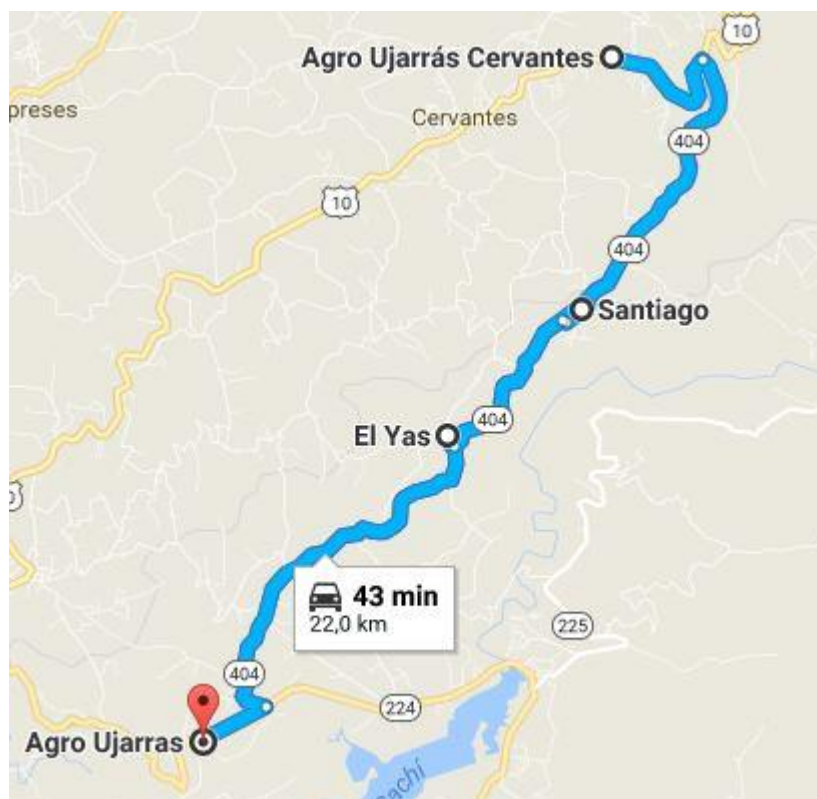 10
Agro Ujarrás Cervantes
preses
Cervantes
404
10
404
Santiago
404
El Yas
43 min
22,0 km
225
404
224
Agro Ujarras
Cachí